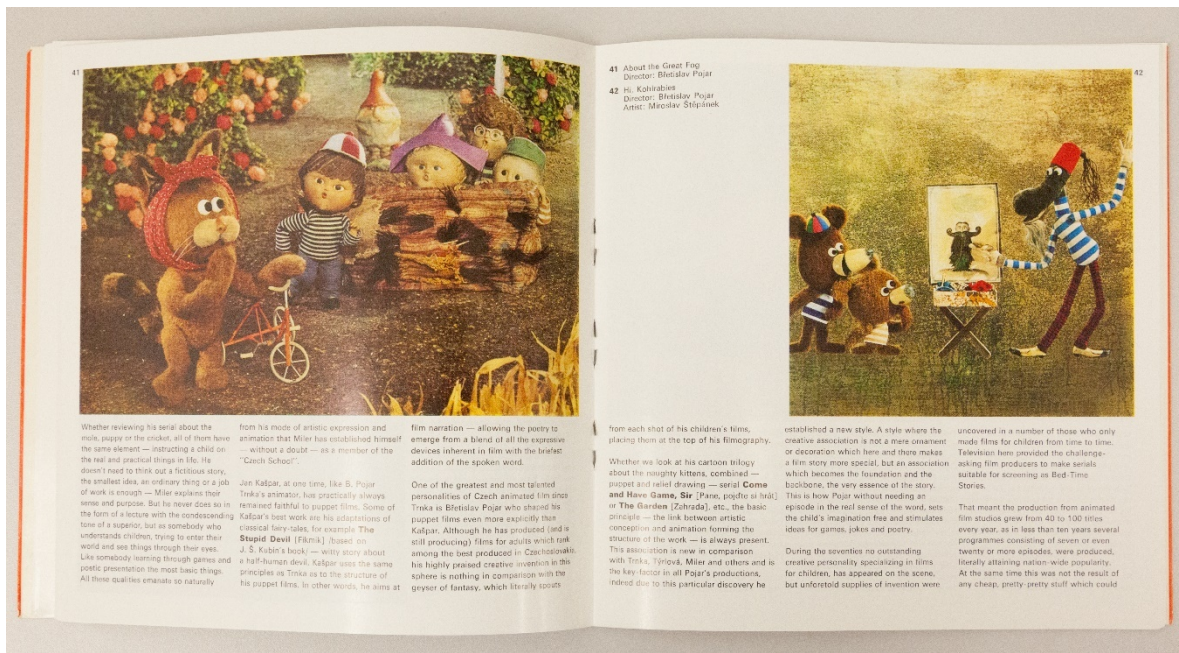 41
Whether reviewing his serial about the
mole, puppy or the cricket, all of them have
the same element — instructing a child on
the real and practical things in life. He
doesn't need to think out a fictitious story,
the smallest idea, an ordinary thing or a job
of work is enough — Miler explains their
sense and purpose. But he never does so in
the form of a lecture with the condescending
tone of a superior, but as somebody who
understands children, trying to enter their
world and see things through their eyes.
Like somebody learning through games and
poetic presentation the most basic things.
All these qualities emanate so naturally
from his mode of artistic expression and
animation that Miler has established himself
— without a doubt — as a member of the
"Czech School".
Jan Kašpar, at one time, like B. Pojar
Trnka's animator, has practically always
remained faithful to puppet films. Some of
Kašpar's best work are his adaptations of
classical fairy-tales, for example The
Stupid Devil [Fikmik] /based on
J. Š. Kubín's book/ — witty story about
a half-human devil. Kašpar uses the same
principles as Trnka as to the structure of
his puppet films. In other words, he aims at
film narration — allowing the poetry to
emerge from a blend of all the expressive
devices inherent in film with the briefest
addition of the spoken word.
One of the greatest and most talented
personalities of Czech animated film since
Trnka is Břetislav Pojar who shaped his
puppet films even more explicitly than
Kašpar. Although he has produced (and is
still producing) films for adults which rank
among the best produced in Czechoslovakia,
his highly praised creative invention in this
sphere is nothing in comparison with the
geyser of fantasy, which literally spouts
41 About the Great Fog
Director: Břetislav Pojar
42 Hi, Kohlrabies
Director: Břetislav Pojar
Artist: Miroslav Štěpánek
42
from each shot of his children's films,
placing them at the top of his filmography.
Whether we look at his cartoon trilogy
about the naughty kittens, combined —
puppet and relief drawing — serial Come
and Have Game, Sir [Pane, pojďte si hrát]
or The Garden [Zahrada], etc., the basic
principle — the link between artistic
conception and animation forming the
structure of the work — is always present.
This association is new in comparison
with Trnka, Týrlová, Miler and others and is
the key-factor in all Pojar's productions,
indeed due to this particular discovery he
established a new style. A style where the
creative association is not a mere ornament
or decoration which here and there makes
a film story more special, but an association
which becomes the foundation and the
backbone, the very essence of the story.
This is how Pojar without needing an
episode in the real sense of the word, sets
the child's imagination free and stimulates
ideas for games, jokes and poetry.
During the seventies no outstanding
creative personality specializing in films
for children, has appeared on the scene,
but unforetold supplies of invention were
uncovered in a number of those who only
made films for children from time to time.
Television here provided the challenge-
asking film producers to make serials
suitable for screening as Bed-Time
Stories.
That meant the production from animated
film studios grew from 40 to 100 titles
every year, as in less than ten years several
programmes consisting of seven or even
twenty or more episodes, were produced,
literally attaining nation-wide popularity.
At the same time this was not the result of
any cheap, pretty-pretty stuff which could